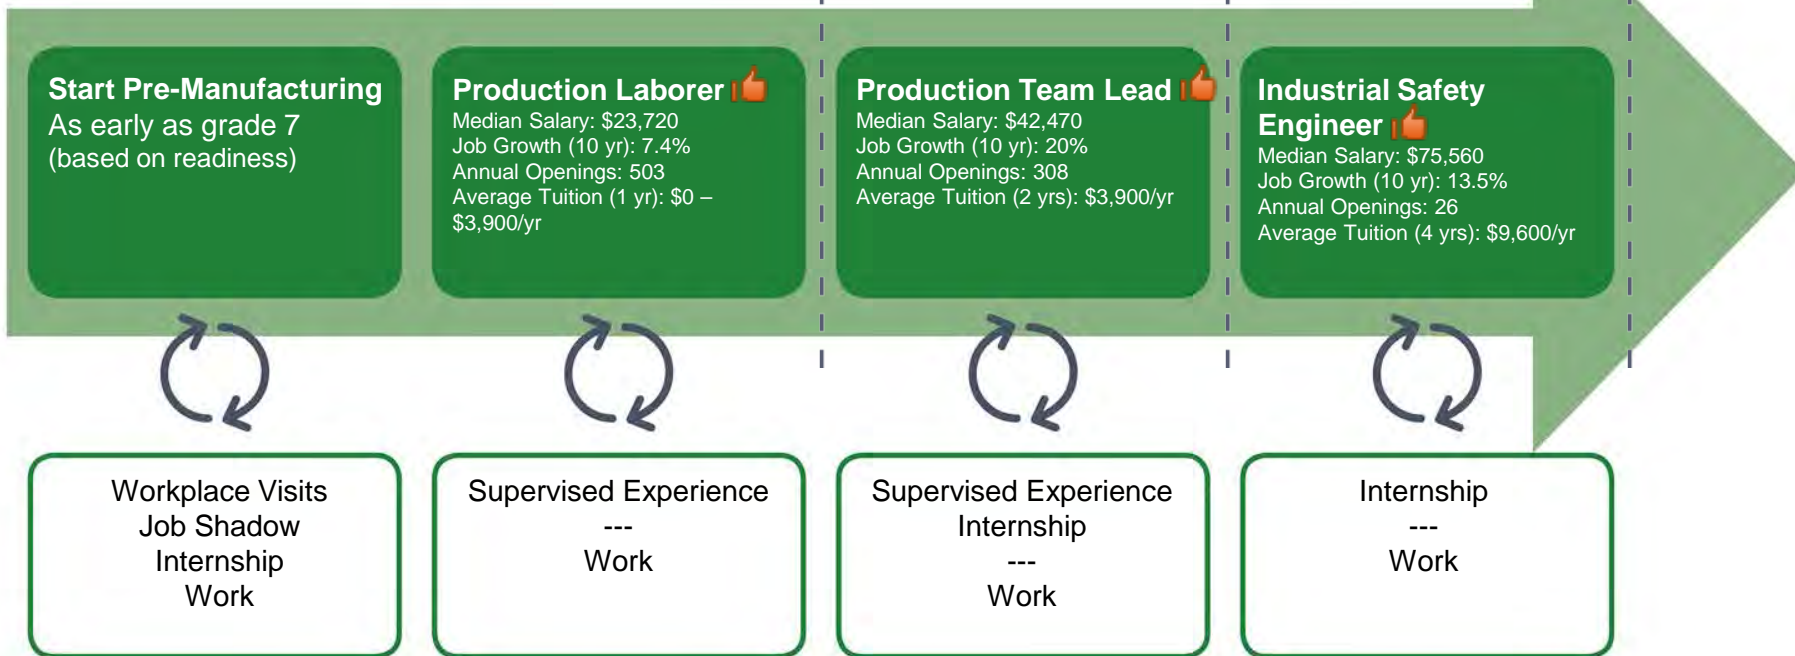 Start Pre-Manufacturing
As early as grade 7
(based on readiness)
Production Laborer
Median Salary: $23,720
Job Growth (10 yr): 7.4%
Annual Openings: 503
Average Tuition (1 yr): $0 –
$3,900/yr
Production Team Lead
Median Salary: $42,470
Job Growth (10 yr): 20%
Annual Openings: 308
Average Tuition (2 yrs): $3,900/yr
Industrial Safety
Engineer
Median Salary: $75,560
Job Growth (10 yr): 13.5%
Annual Openings: 26
Average Tuition (4 yrs): $9,600/yr
Workplace Visits
Job Shadow
Internship
Work
Supervised Experience
---
Work
Supervised Experience
Internship
---
Work
Internship
---
Work